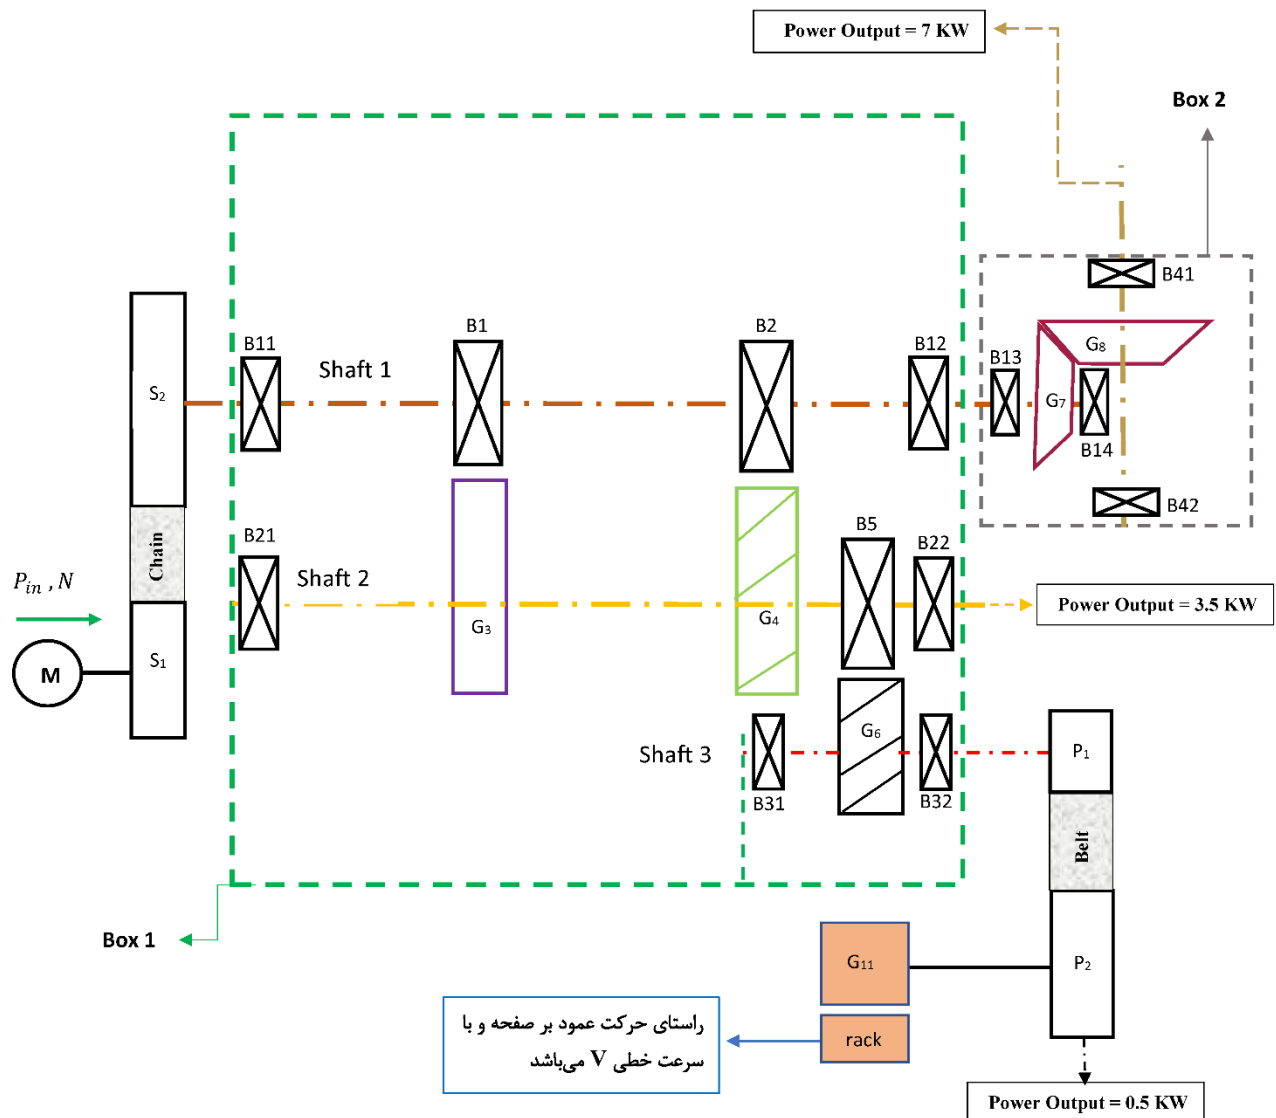 Power Output = 7 KW
Box 2
B41
B1
B2
B11
B12
B13
Shaft 1
G8
S2
G7
B14
B42
B21
B5
B22
Chain
Pin , N
Shaft 2
Power Output = 3.5 KW
G3
G4
S1
M
G6
Shaft 3
P1
B31
B32
Belt
Box 1
G11
P2
راستای حرکت عمود بر صفحه و با
سرعت خطی V می‌باشد
rack
Power Output = 0.5 KW